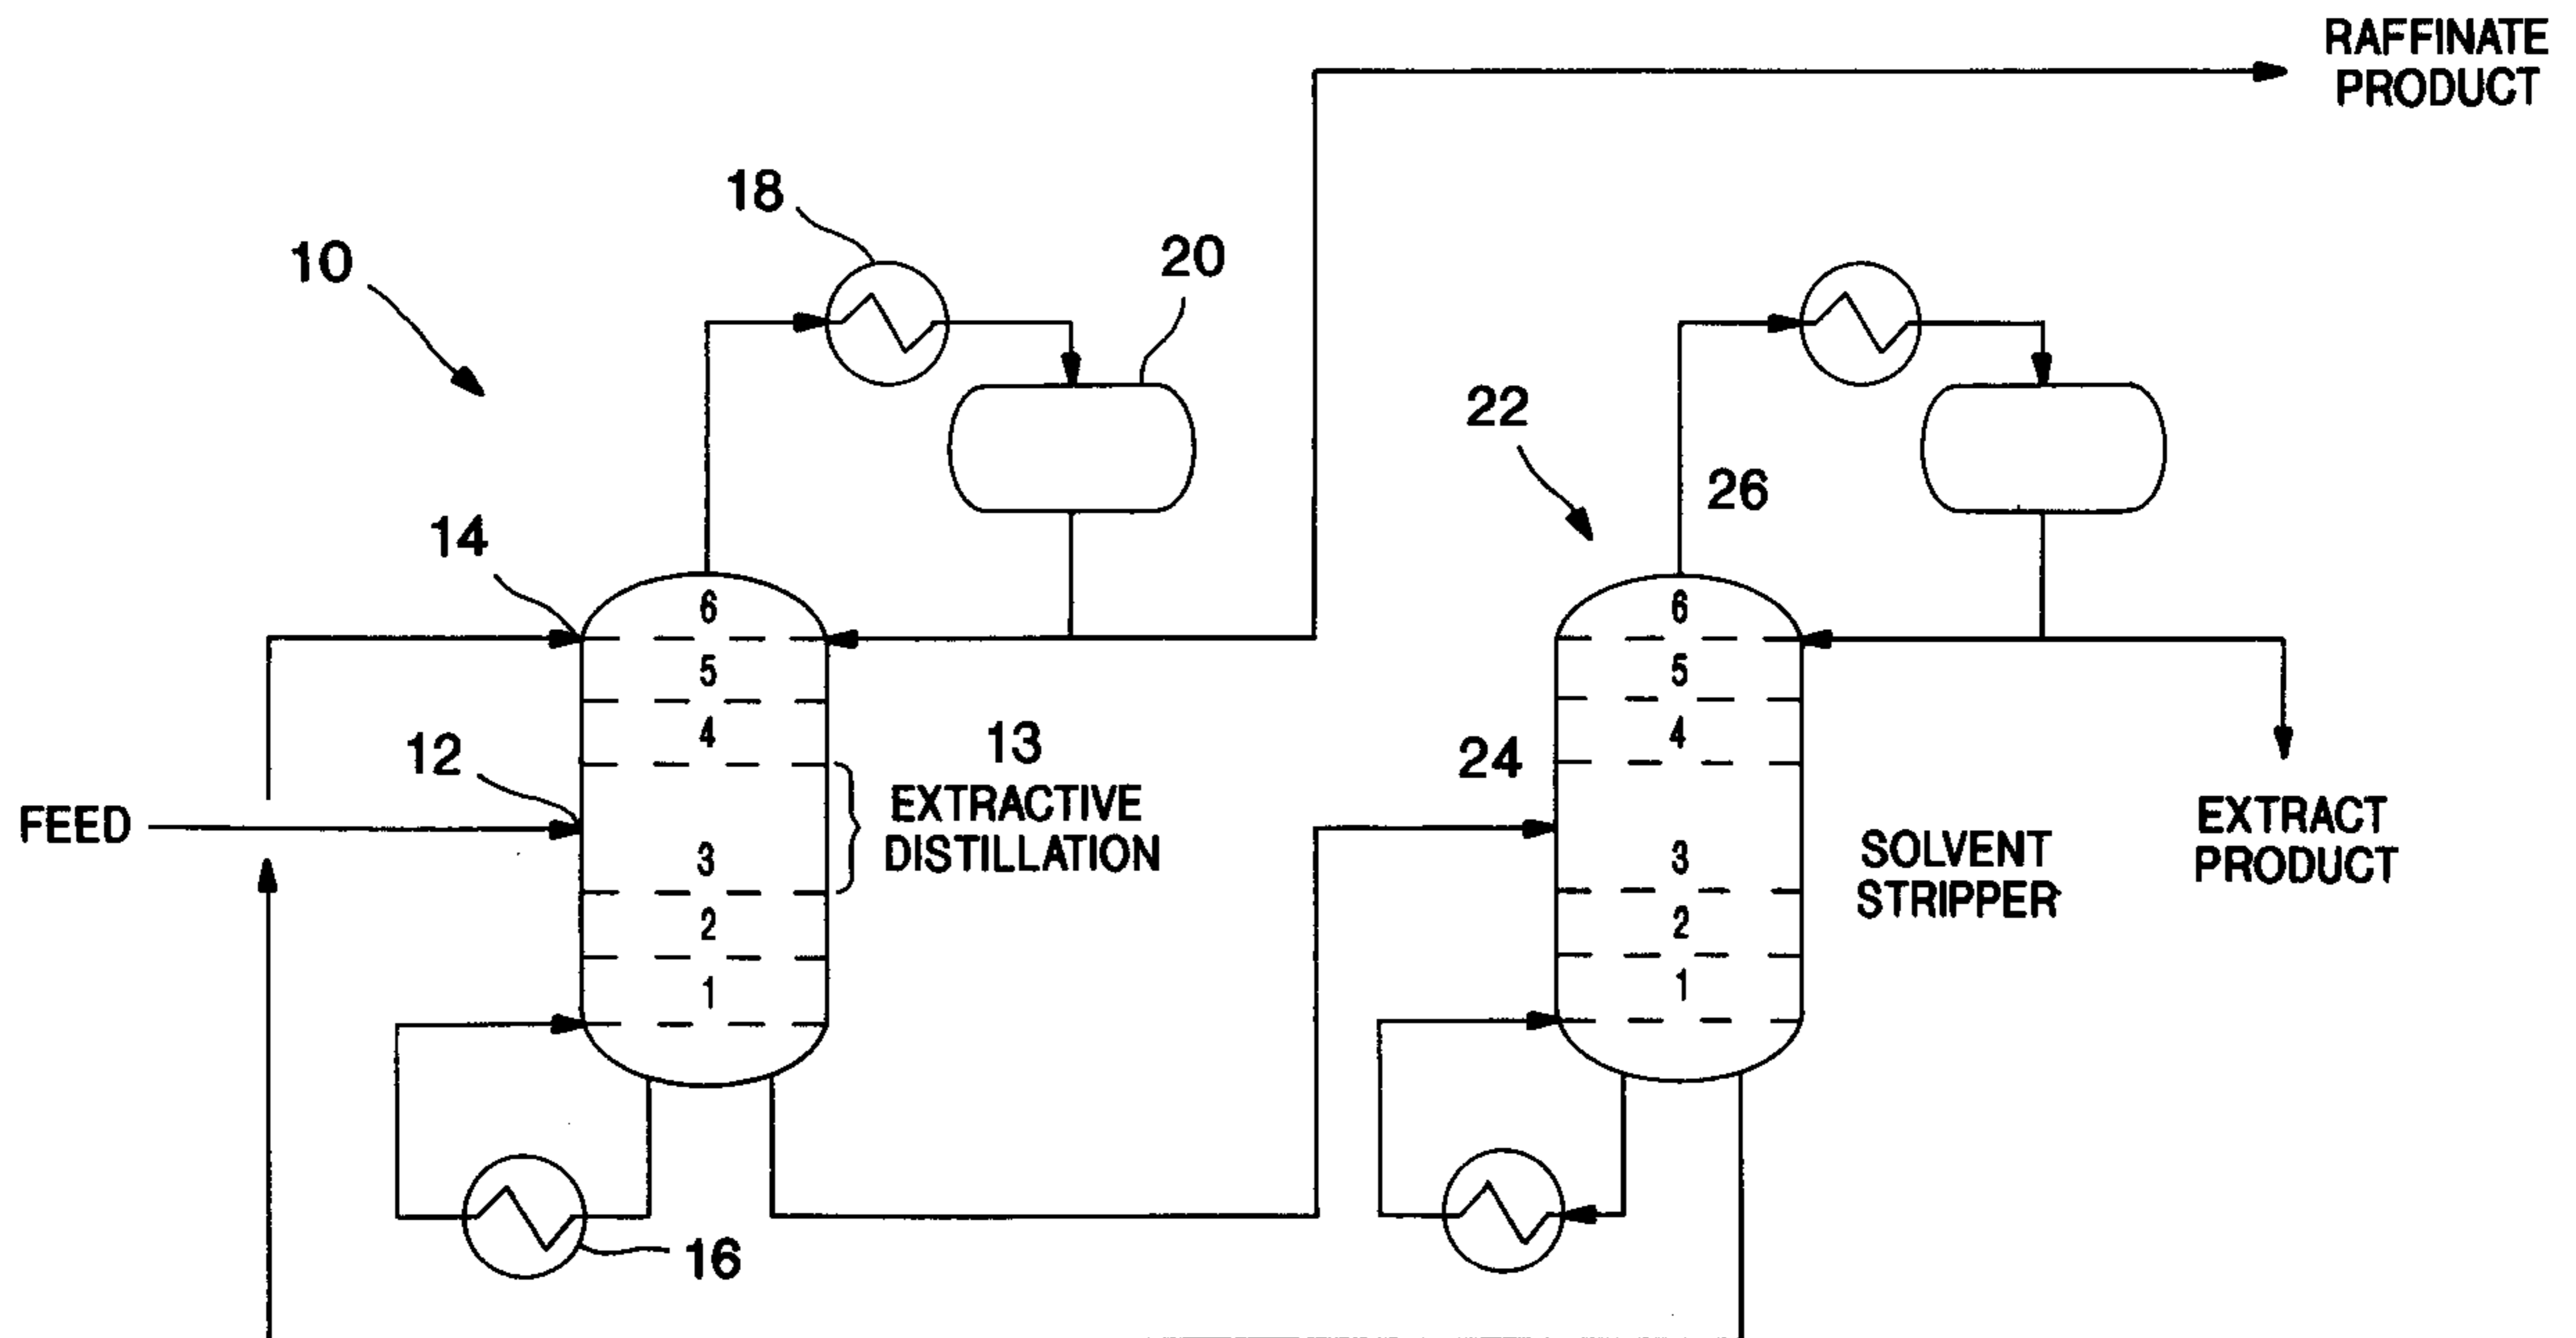 RAFFINATE
PRODUCT
18
10
20
22
26
14
6
5
4
3
2
1
12
13
EXTRACTIVE
DISTILLATION
FEED
16
6
5
4
3
2
1
24
SOLVENT
STRIPPER
EXTRACT
PRODUCT